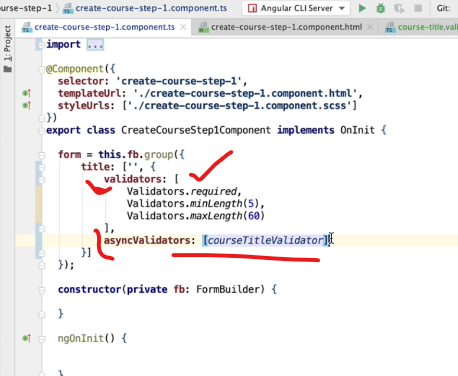 urse-step-1 create-course-step-1.component.ts Angular CLI Server Git:
create-course-step-1.component.ts create-course-step-1.component.html course-title.val
1: Project
import ...
@Component({
selector: 'create-course-step-1',
templateUrl: './create-course-step-1.component.html',
styleUrls: ['./create-course-step-1.component.scss']
})
export class CreateCourseStep1Component implements OnInit {
form = this.fb.group({
title: ['', {
validators: [
Validators.required,
Validators.minLength(5),
Validators.maxLength(60)
],
asyncValidators: [courseTitleValidator]
}]
});
constructor(private fb: FormBuilder) {
}
ngOnInit() {
}